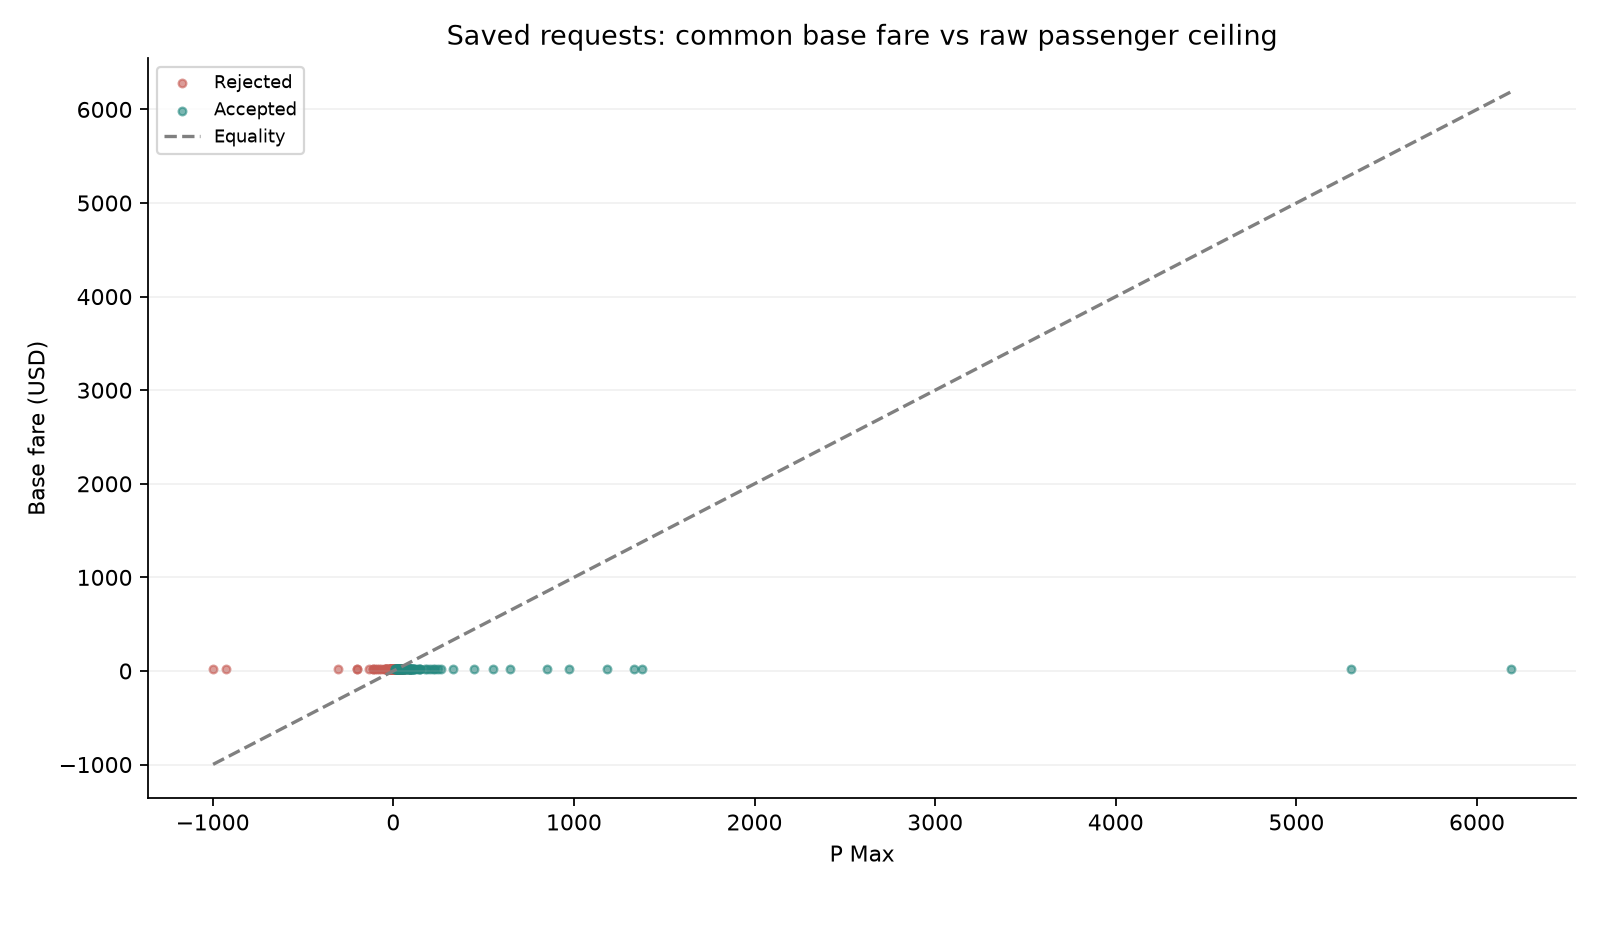 Saved requests: common base fare vs raw passenger ceiling
Rejected
Accepted
Equality
6000
5000
4000
3000
2000
1000
0
−1000
Base fare (USD)
−1000 0 1000 2000 3000 4000 5000 6000
P Max